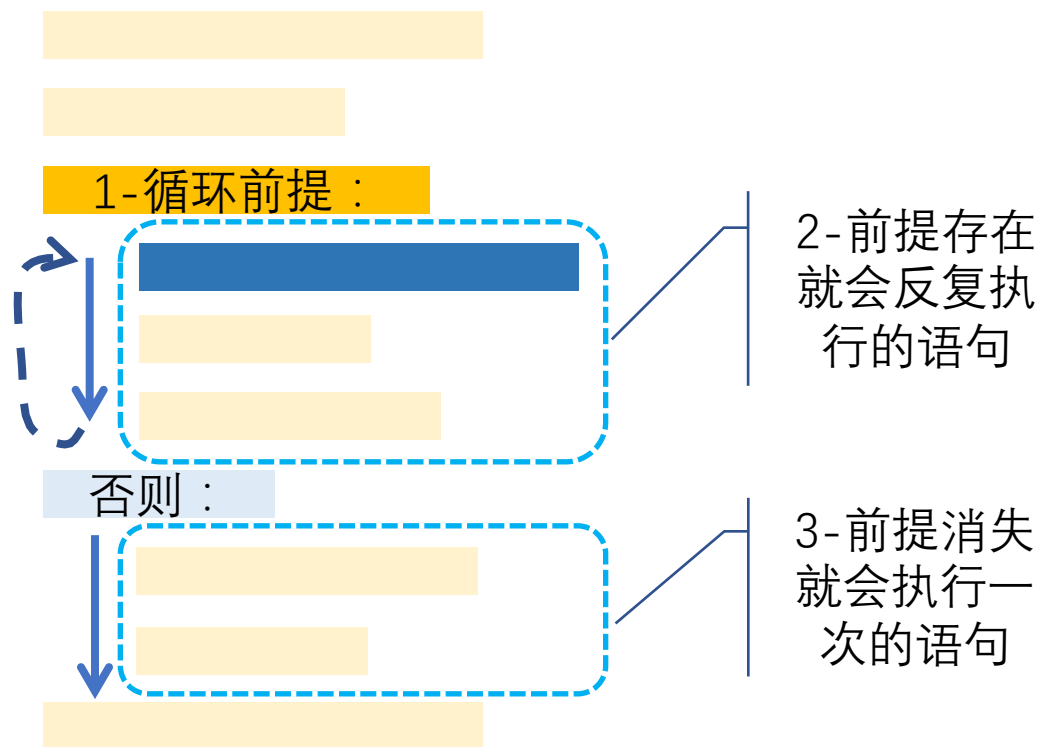 1-循环前提：
2-前提存在
就会反复执
行的语句
否则：
3-前提消失
就会执行一
次的语句